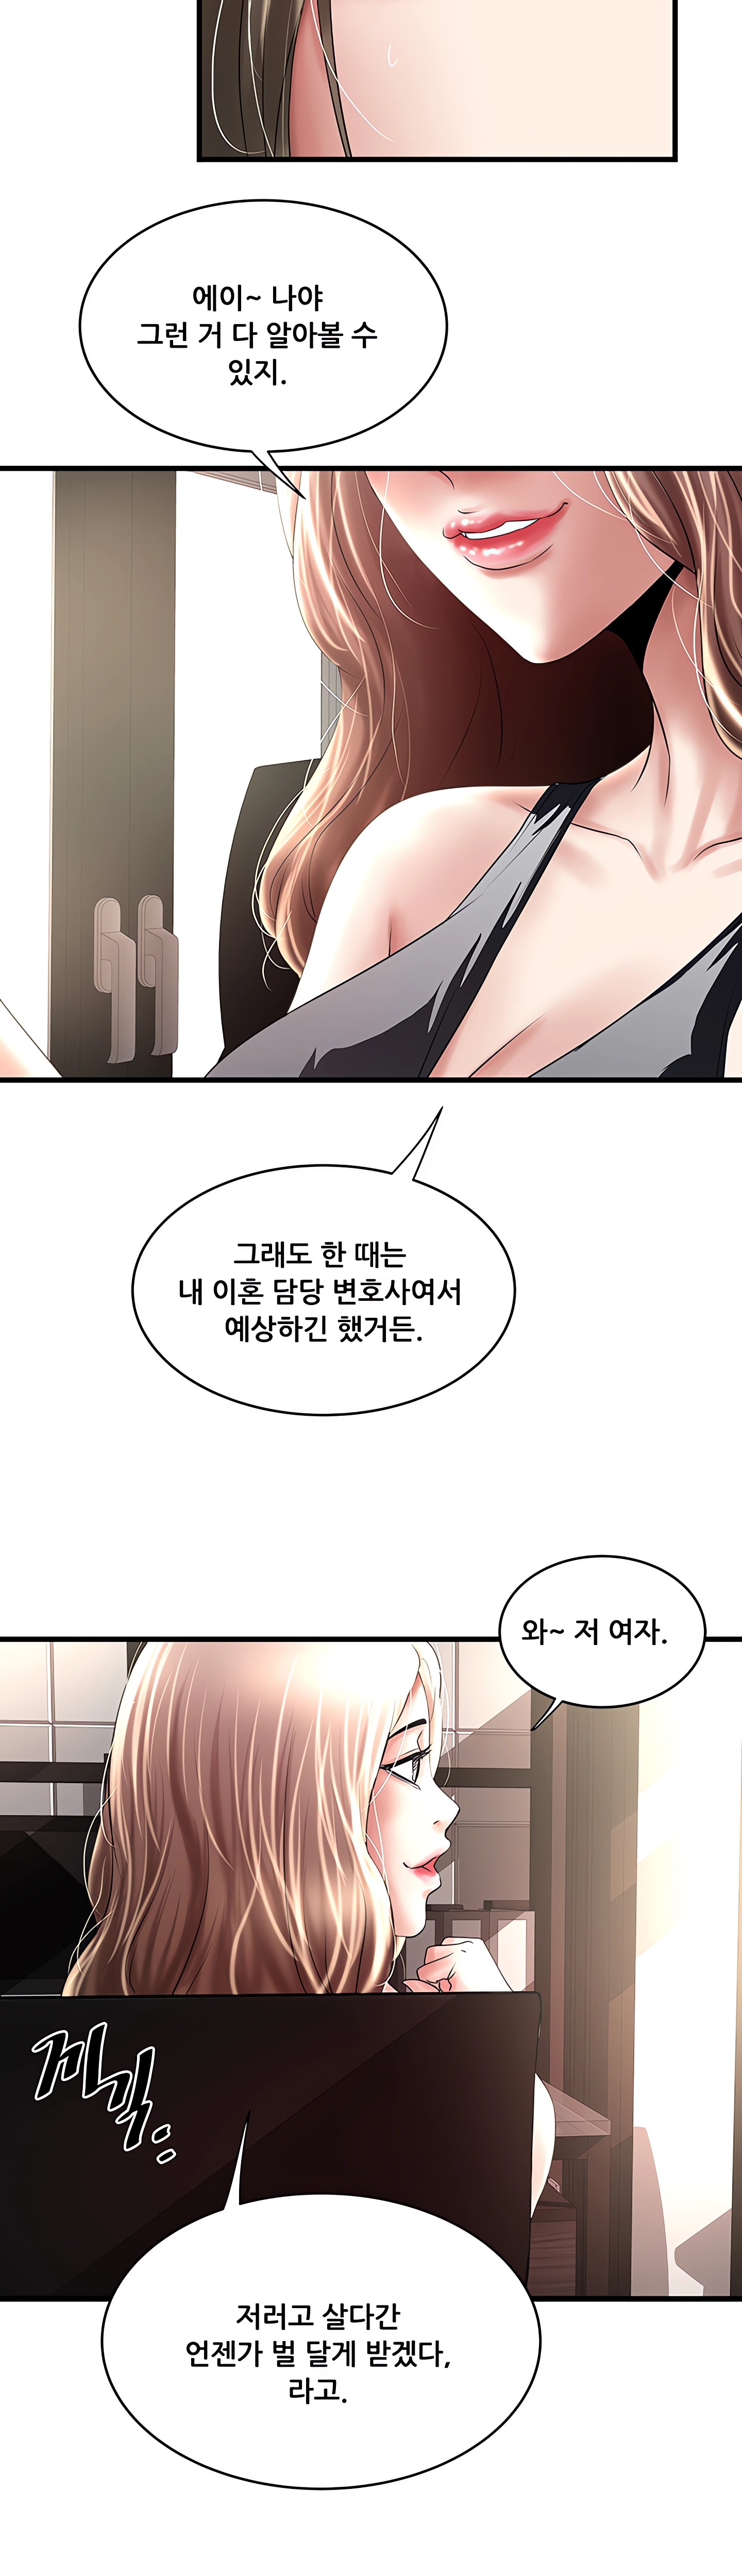 에이~ 나야
그런 거 다 알아볼 수
있지.
그래도 한 때는
내 이혼 담당 변호사여서
예상하긴 했거든.
와~ 저 여자.
저러고 살다간
언젠가 벌 달게 받겠다,
라고.